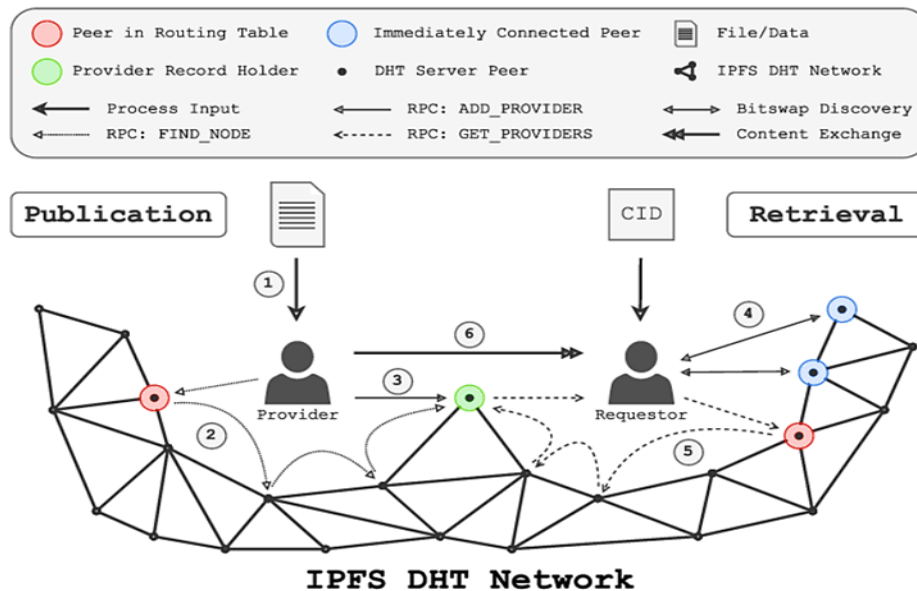 Peer in Routing Table
Immediately Connected Peer
File/Data
Provider Record Holder
DHT Server Peer
IPFS DHT Network
Process Input
RPC: ADD_PROVIDER
Bitswap Discovery
RPC: FIND_NODE
RPC: GET_PROVIDERS
Content Exchange
Publication
CID
Retrieval
1
4
6
3
Provider
Requestor
2
5
IPFS DHT Network